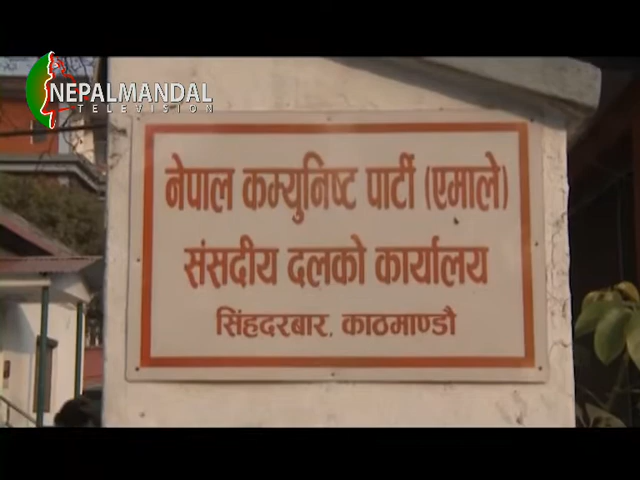 NEPALMANDAL
TELEVISION
नेपाल कम्युनिष्ट पार्टी (एमाले)
संसदीय दलको कार्यालय
सिंहदरबार, काठमाण्डौ